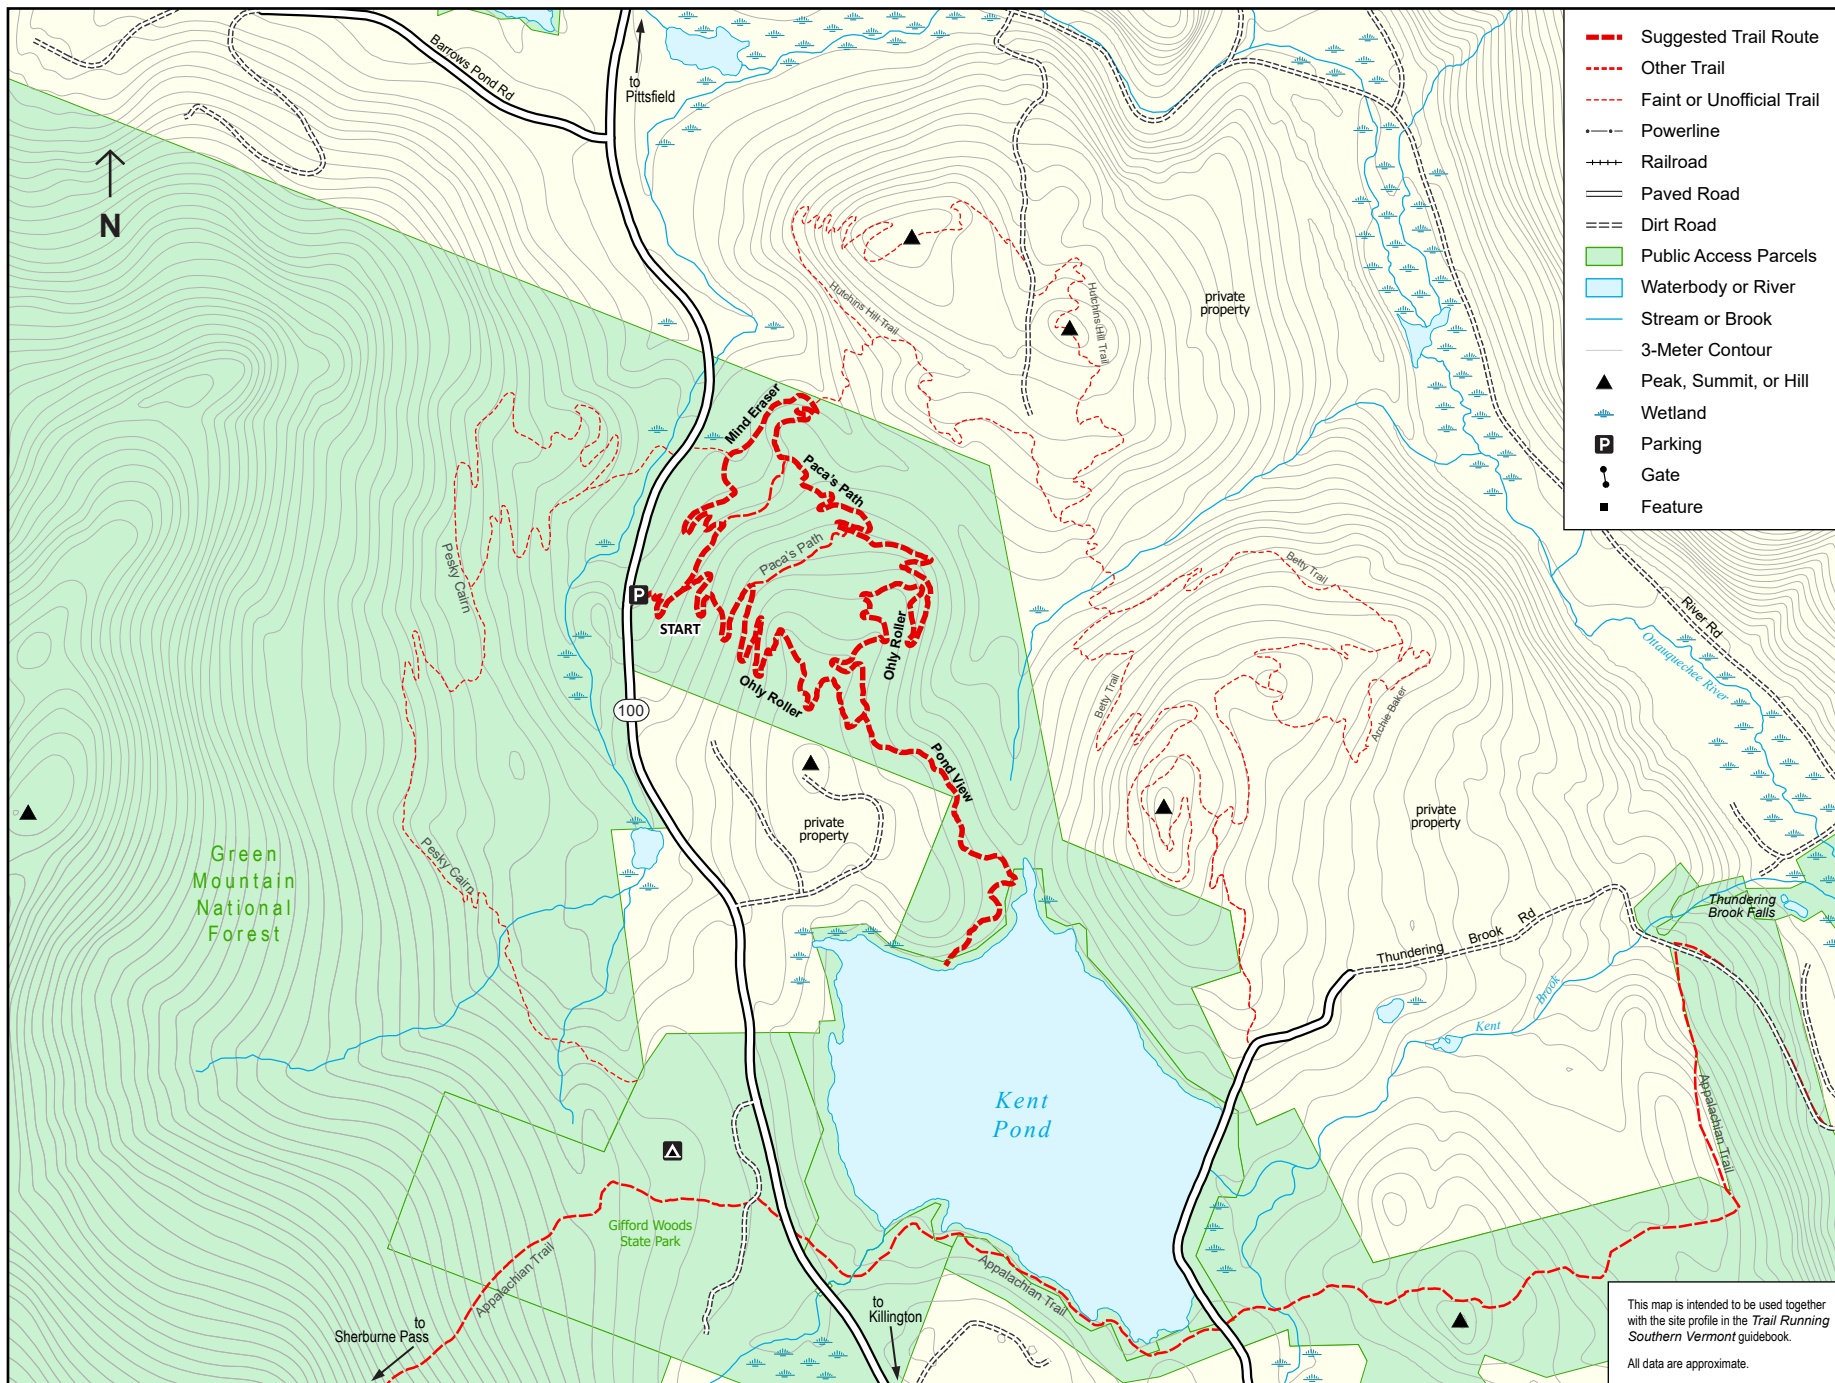 Barrows Pond Rd
to
Pittsfield
N
Suggested Trail Route
Other Trail
Faint or Unofficial Trail
Powerline
Railroad
Paved Road
Dirt Road
Public Access Parcels
Waterbody or River
Stream or Brook
3-Meter Contour
Peak, Summit, or Hill
Wetland
P Parking
Gate
Feature
Hutchins Hill Trail
Hutchins Hill Trail
private
property
Mind Eraser
Paca's Path
Paca's Path
Pesky Cairn
P
START
Ohly Roller
Ohly Roller
100
Betty Trail
Betty Trail
Archie Baker
River Rd
Ottauquechee River
Pond View
private
property
private
property
Pesky Cairn
Green
Mountain
National
Forest
Thundering
Brook Falls
Thundering Brook Rd
Kent Brook
Kent
Pond
Appalachian Trail
Gifford Woods
State Park
Appalachian Trail
Appalachian Trail
to
Sherburne Pass
to
Killington
This map is intended to be used together
with the site profile in the Trail Running
Southern Vermont guidebook.
All data are approximate.